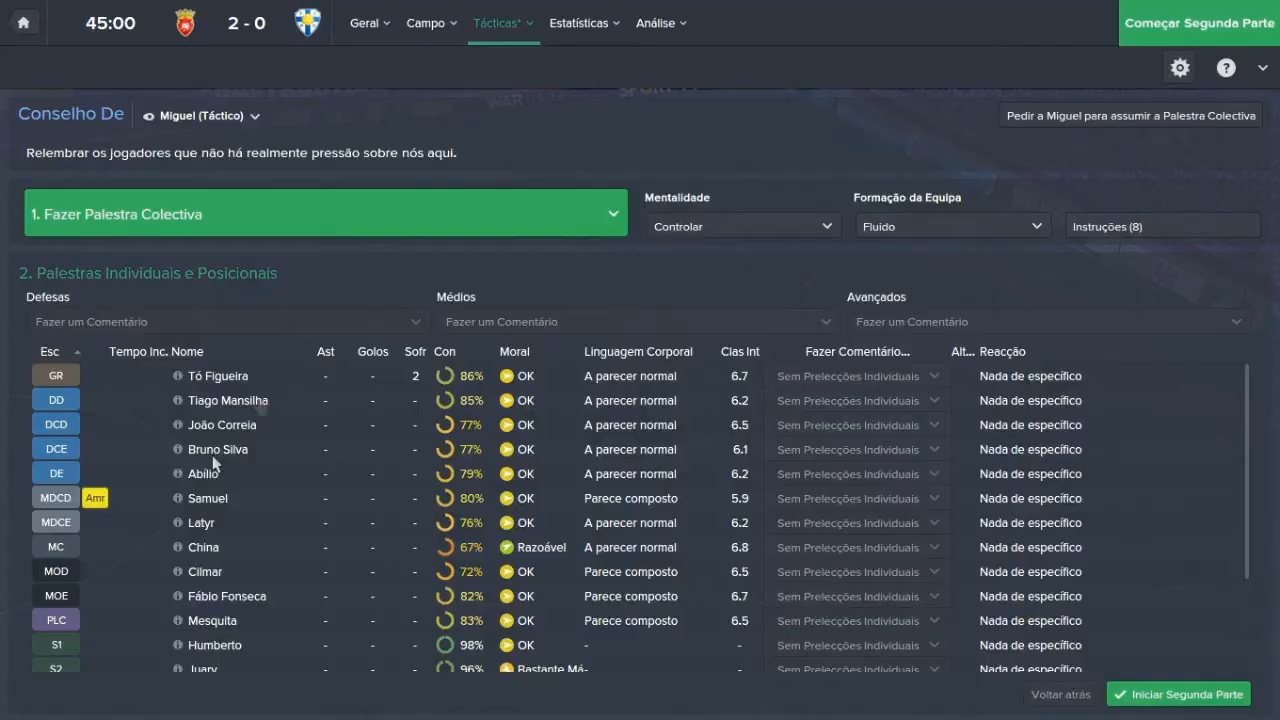 45:00 2 - 0 Geral Campo Tácticas* Estatísticas Análise Começar Segunda Parte
Conselho De Miguel (Táctico) Pedir a Miguel para assumir a Palestra Colectiva
Relembrar os jogadores que não há realmente pressão sobre nós aqui.
Mentalidade Formação da Equipa
1. Fazer Palestra Colectiva Controlar Fluido Instruções (8)
2. Palestras Individuais e Posicionais
Defesas Médios Avançados
Fazer um Comentário Fazer um Comentário Fazer um Comentário
Esc Tempo Inc. Nome Ast Golos Sofr Con Moral Linguagem Corporal Clas Int Fazer Comentário... Alt... Reacção
GR Tó Figueira - - 2 86% OK A parecer normal 6.7 Sem Prelecções Individuais Nada de específico
DD Tiago Mansilha - - - 85% OK A parecer normal 6.2 Sem Prelecções Individuais Nada de específico
DCD João Correia - - - 77% OK A parecer normal 6.5 Sem Prelecções Individuais Nada de específico
DCE Bruno Silva - - - 77% OK A parecer normal 6.1 Sem Prelecções Individuais Nada de específico
DE Abílio - - - 79% OK A parecer normal 6.2 Sem Prelecções Individuais Nada de específico
MDCD Amr Samuel - - - 80% OK Parece composto 5.9 Sem Prelecções Individuais Nada de específico
MDCE Latyr - - - 76% OK A parecer normal 6.2 Sem Prelecções Individuais Nada de específico
MC China - - - 67% Razoável A parecer normal 6.8 Sem Prelecções Individuais Nada de específico
MOD Cilmar - - - 72% OK Parece composto 6.5 Sem Prelecções Individuais Nada de específico
MOE Fábio Fonseca - - - 82% OK Parece composto 6.7 Sem Prelecções Individuais Nada de específico
PLC Mesquita - - - 83% OK Parece composto 6.5 Sem Prelecções Individuais Nada de específico
S1 Humberto - - - 98% OK - - Sem Prelecções Individuais Nada de específico
S2 Juary - - - 96% Bastante Má- - Sem Prelecções Individuais Nada de específico
Voltar atrás Iniciar Segunda Parte